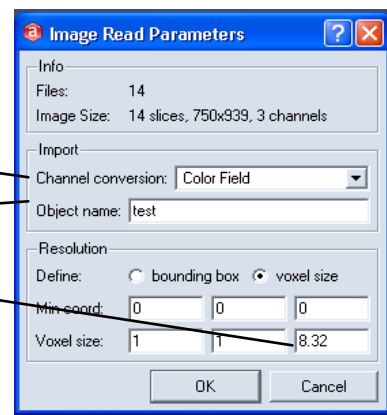 Image Read Parameters
Info
Files: 14
Image Size: 14 slices, 750x939, 3 channels
Import
Channel conversion: Color Field
Object name: test
Resolution
Define: bounding box voxel size
Min coord: 0 0 0
Voxel size: 1 1 8.32
OK Cancel